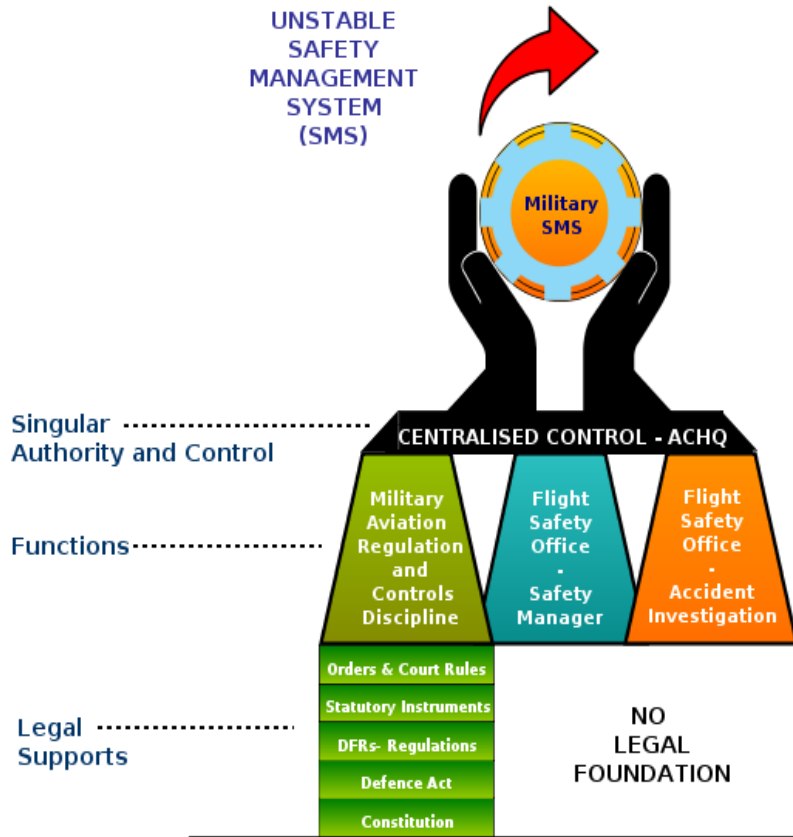 UNSTABLE
SAFETY
MANAGEMENT
SYSTEM
(SMS)
Military
SMS
Singular
Authority and Control
CENTRALISED CONTROL - ACHQ
Functions
Military
Aviation
Regulation
and
Controls
Discipline
Flight
Safety
Office
-
Safety
Manager
Flight
Safety
Office
-
Accident
Investigation
Legal
Supports
Orders & Court Rules
Statutory Instruments
DFRs- Regulations
Defence Act
Constitution
NO
LEGAL
FOUNDATION